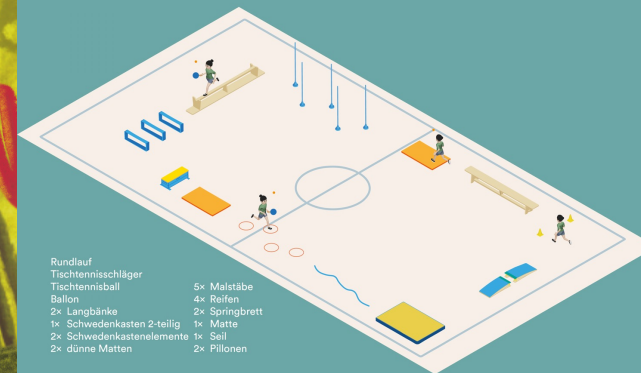 Rundlauf
Tischtennisschläger
Tischtennisball
Ballon
2× Langbänke
1× Schwedenkasten 2-teilig
2× Schwedenkastenelemente
2× dünne Matten
5× Malstäbe
4× Reifen
2× Springbrett
1× Matte
1× Seil
2× Pillonen